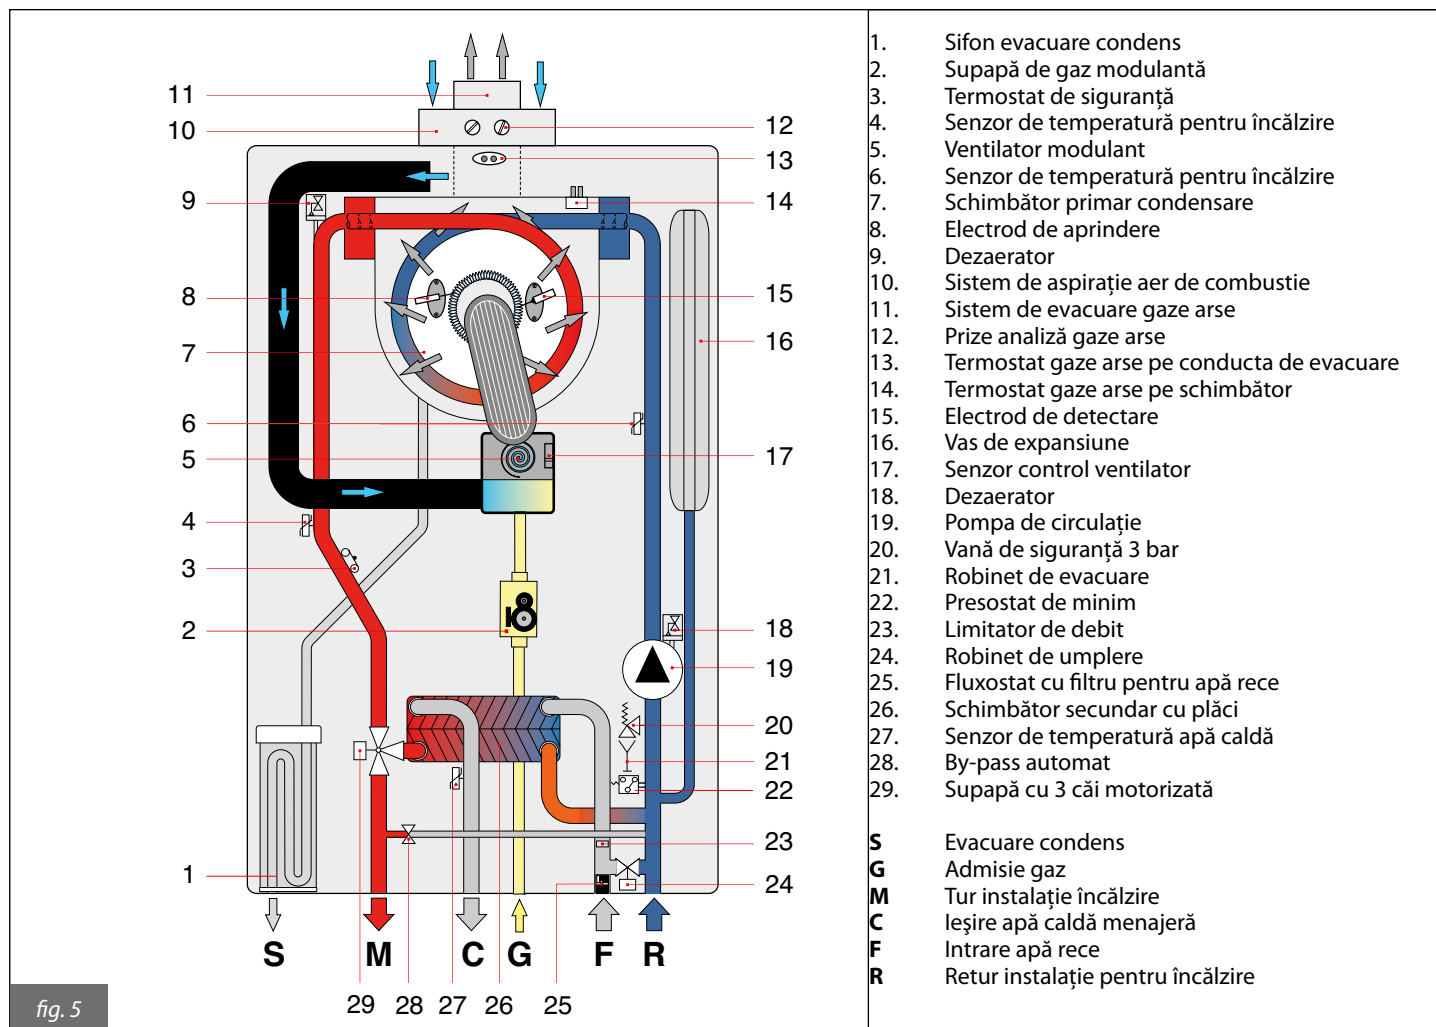 11
10
12
13
9
14
8
15
7
16
6
5
17
4
3
2
18
19
20
21
22
23
1
24
S
M
C
G
F
R
29
28
27
26
25
fig. 5
1. Sifon evacuare condens
2. Supapă de gaz modulantă
3. Termostat de siguranță
4. Senzor de temperatură pentru încălzire
5. Ventilator modulant
6. Senzor de temperatură pentru încălzire
7. Schimbător primar condensare
8. Electrod de aprindere
9. Dezaerator
10. Sistem de aspirație aer de combustie
11. Sistem de evacuare gaze arse
12. Prize analiză gaze arse
13. Termostat gaze arse pe conducta de evacuare
14. Termostat gaze arse pe schimbător
15. Electrod de detectare
16. Vas de expansiune
17. Senzor control ventilator
18. Dezaerator
19. Pompa de circulație
20. Vană de siguranță 3 bar
21. Robinet de evacuare
22. Presostat de minim
23. Limitator de debit
24. Robinet de umplere
25. Fluxostat cu filtru pentru apă rece
26. Schimbător secundar cu plăci
27. Senzor de temperatură apă caldă
28. By-pass automat
29. Supapă cu 3 căi motorizată
S Evacuare condens
G Admisie gaz
M Tur instalație încălzire
C Ieșire apă caldă menajeră
F Intrare apă rece
R Retur instalație pentru încălzire